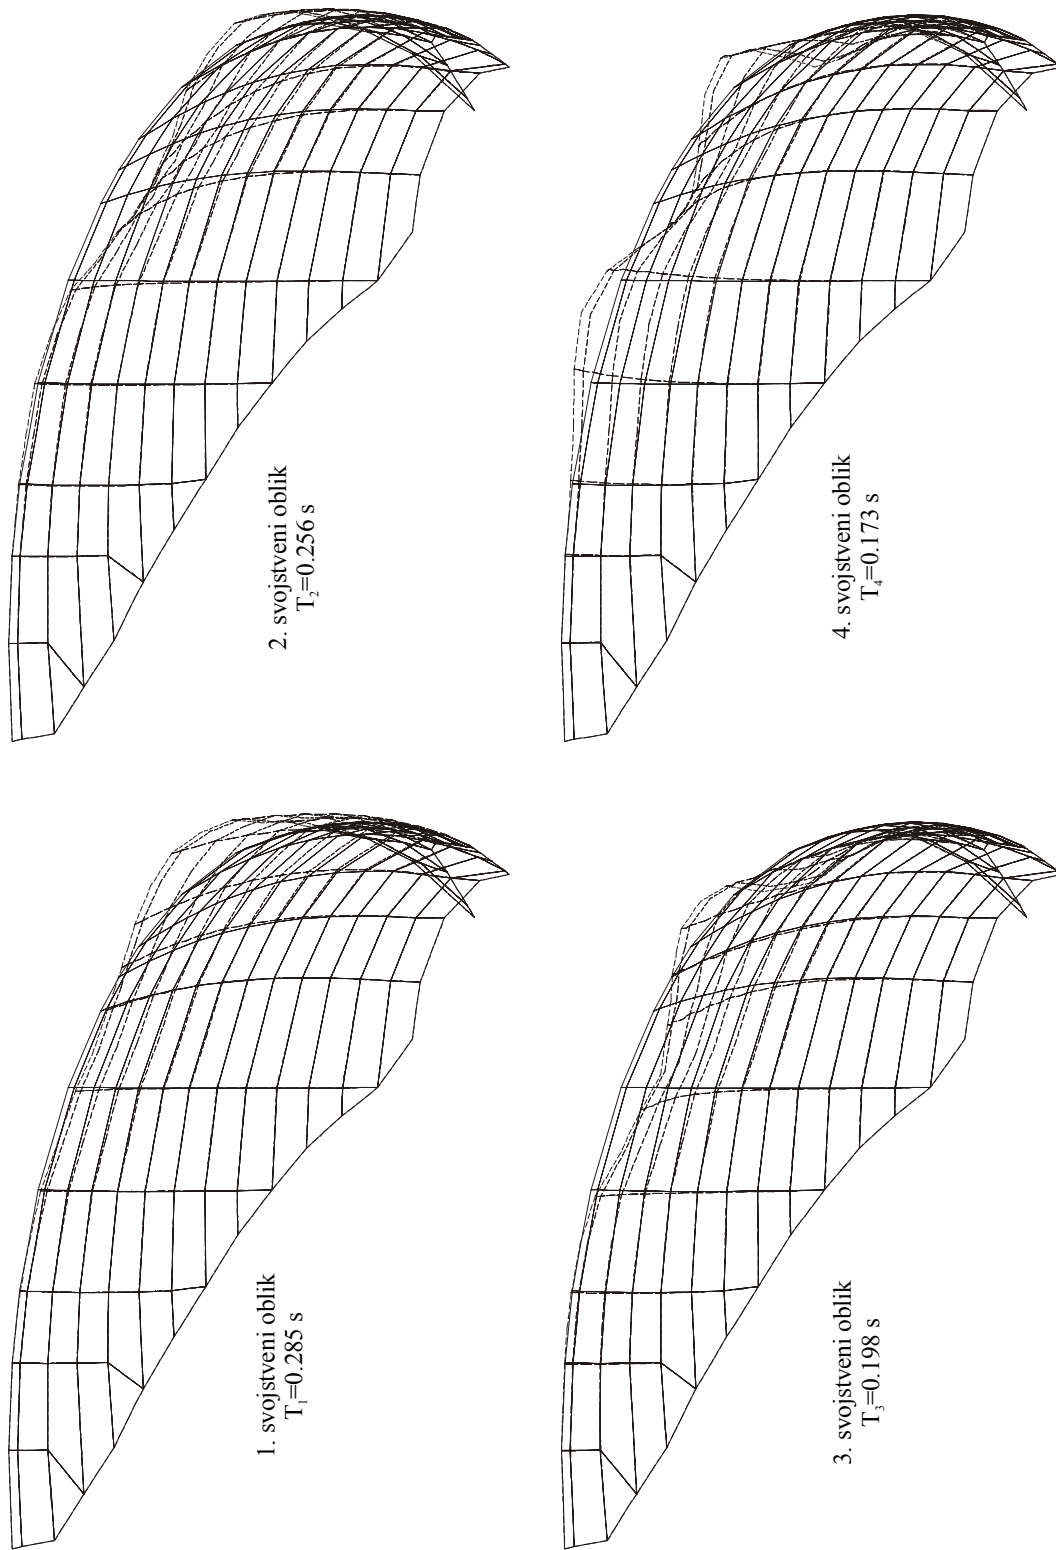 1. svojstveni oblik
T₁=0.285 s
2. svojstveni oblik
T₂=0.256 s
3. svojstveni oblik
T₃=0.198 s
4. svojstveni oblik
T₄=0.173 s